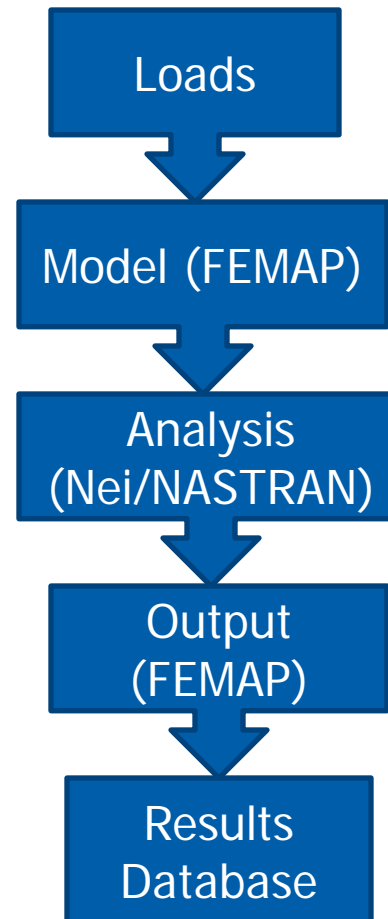 Loads
Model (FEMAP)
Analysis
(Nei/NASTRAN)
Output
(FEMAP)
Results
Database